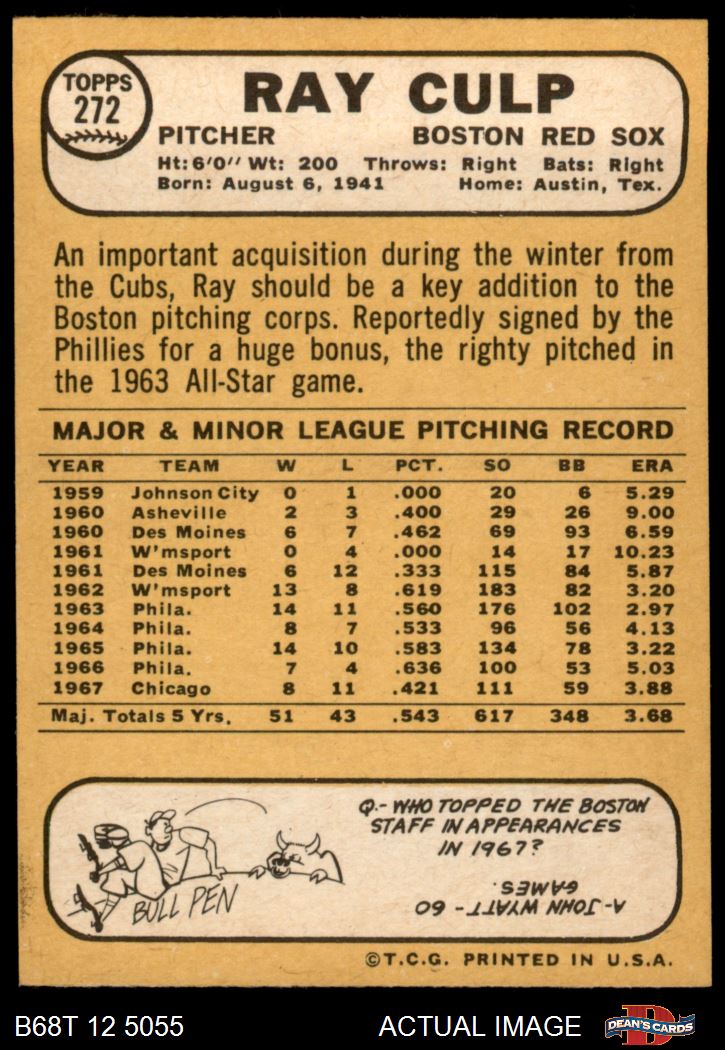 TOPPS
272
RAY CULP
PITCHER BOSTON RED SOX
Ht: 6'0" Wt: 200 Throws: Right Bats: Right
Born: August 6, 1941 Home: Austin, Tex.
An important acquisition during the winter from
the Cubs, Ray should be a key addition to the
Boston pitching corps. Reportedly signed by the
Phillies for a huge bonus, the righty pitched in
the 1963 All-Star game.
MAJOR & MINOR LEAGUE PITCHING RECORD
YEAR TEAM W L PCT. SO BB ERA
1959 Johnson City 0 1 .000 20 6 5.29
1960 Asheville 2 3 .400 29 26 9.00
1960 Des Moines 6 7 .462 69 93 6.59
1961 W'msport 0 4 .000 14 17 10.23
1961 Des Moines 6 12 .333 115 84 5.87
1962 W'msport 13 8 .619 183 82 3.20
1963 Phila. 14 11 .560 176 102 2.97
1964 Phila. 8 7 .533 96 56 4.13
1965 Phila. 14 10 .583 134 78 3.22
1966 Phila. 7 4 .636 100 53 5.03
1967 Chicago 8 11 .421 111 59 3.88
Maj. Totals 5 Yrs. 51 43 .543 617 348 3.68
BULL PEN
Q.- WHO TOPPED THE BOSTON
STAFF IN APPEARANCES
IN 1967?
A- JOHN WYATT - 60
GAMES.
©T.C.G. PRINTED IN U.S.A.
B68T 12 5055 ACTUAL IMAGE
DEAN'S CARDS